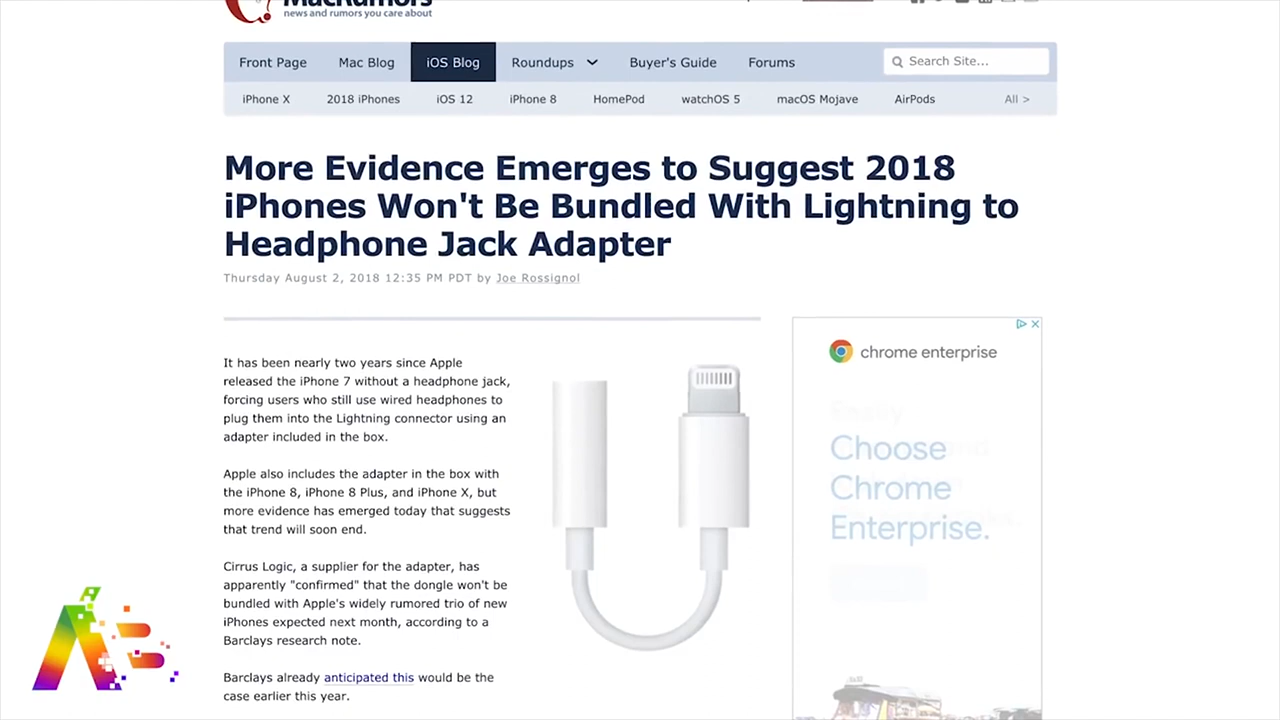 MacRumors
news and rumors you care about
Front Page
Mac Blog
iOS Blog
Roundups
Buyer's Guide
Forums
Search Site...
iPhone X
2018 iPhones
iOS 12
iPhone 8
HomePod
watchOS 5
macOS Mojave
AirPods
All >
More Evidence Emerges to Suggest 2018
iPhones Won't Be Bundled With Lightning to
Headphone Jack Adapter
Thursday August 2, 2018 12:35 PM PDT by Joe Rossignol
It has been nearly two years since Apple
released the iPhone 7 without a headphone jack,
forcing users who still use wired headphones to
plug them into the Lightning connector using an
adapter included in the box.
Apple also includes the adapter in the box with
the iPhone 8, iPhone 8 Plus, and iPhone X, but
more evidence has emerged today that suggests
that trend will soon end.
Cirrus Logic, a supplier for the adapter, has
apparently "confirmed" that the dongle won't be
bundled with Apple's widely rumored trio of new
iPhones expected next month, according to a
Barclays research note.
Barclays already anticipated this would be the
case earlier this year.
chrome enterprise
Choose
Chrome
Enterprise.